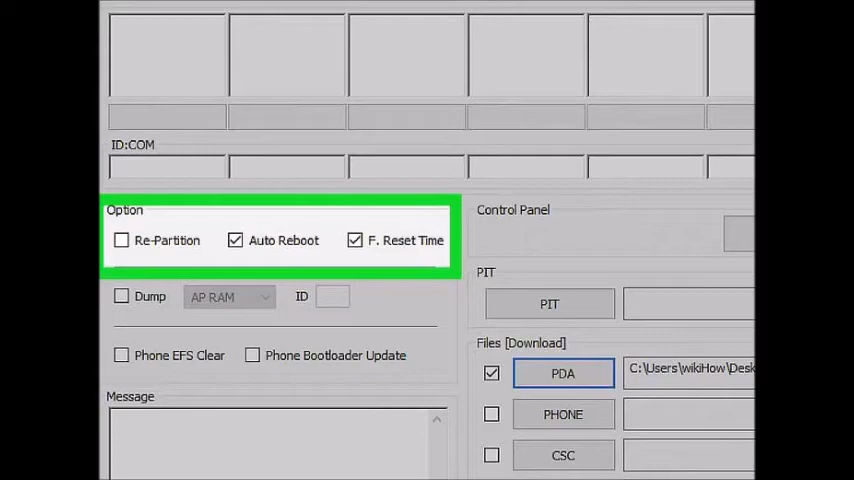 ID:COM
Option
Re-Partition Auto Reboot F. Reset Time
Control Panel
PIT
Dump AP RAM ID
PIT
Files [Download]
Phone EFS Clear Phone Bootloader Update
PDA C:\Users\wikiHow\Desk
Message
PHONE
CSC